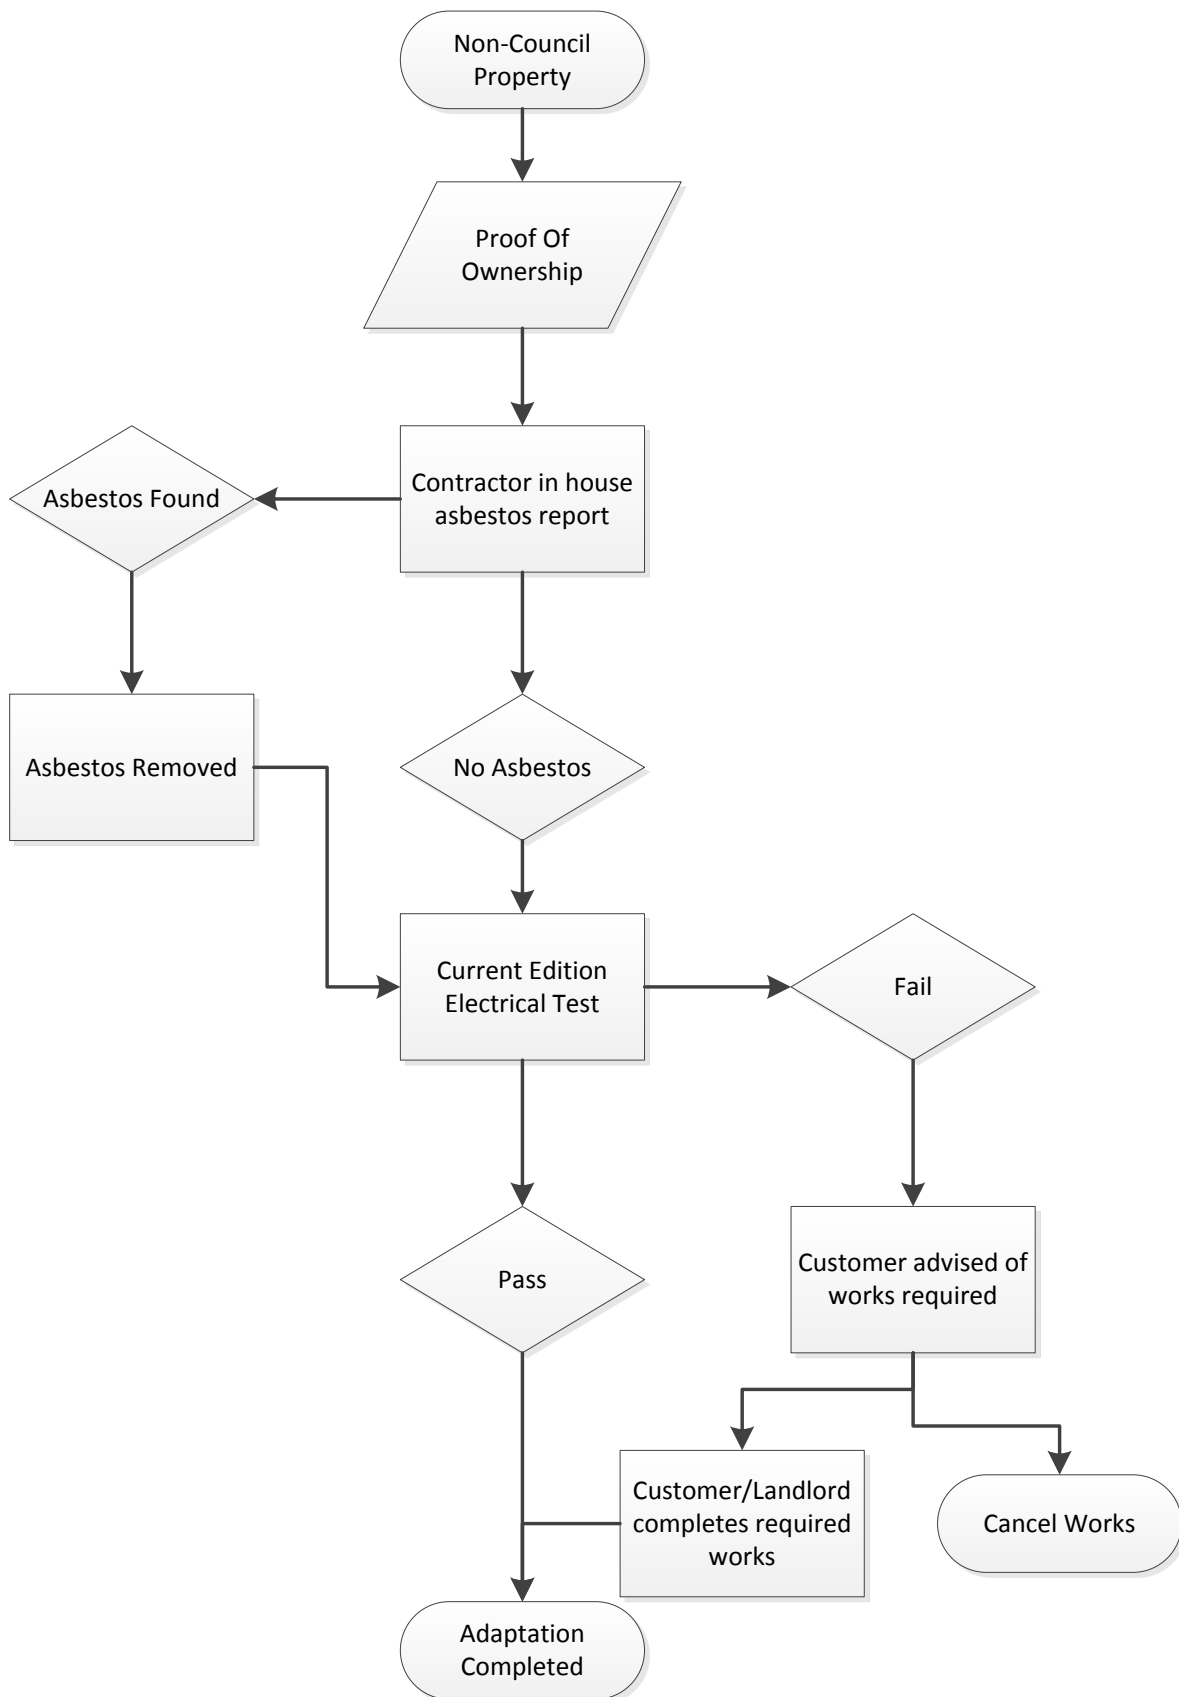 Non-Council
Property
Proof Of
Ownership
Asbestos Found
Contractor in house
asbestos report
Asbestos Removed
No Asbestos
Current Edition
Electrical Test
Fail
Pass
Customer advised of
works required
Customer/Landlord
completes required
works
Cancel Works
Adaptation
Completed